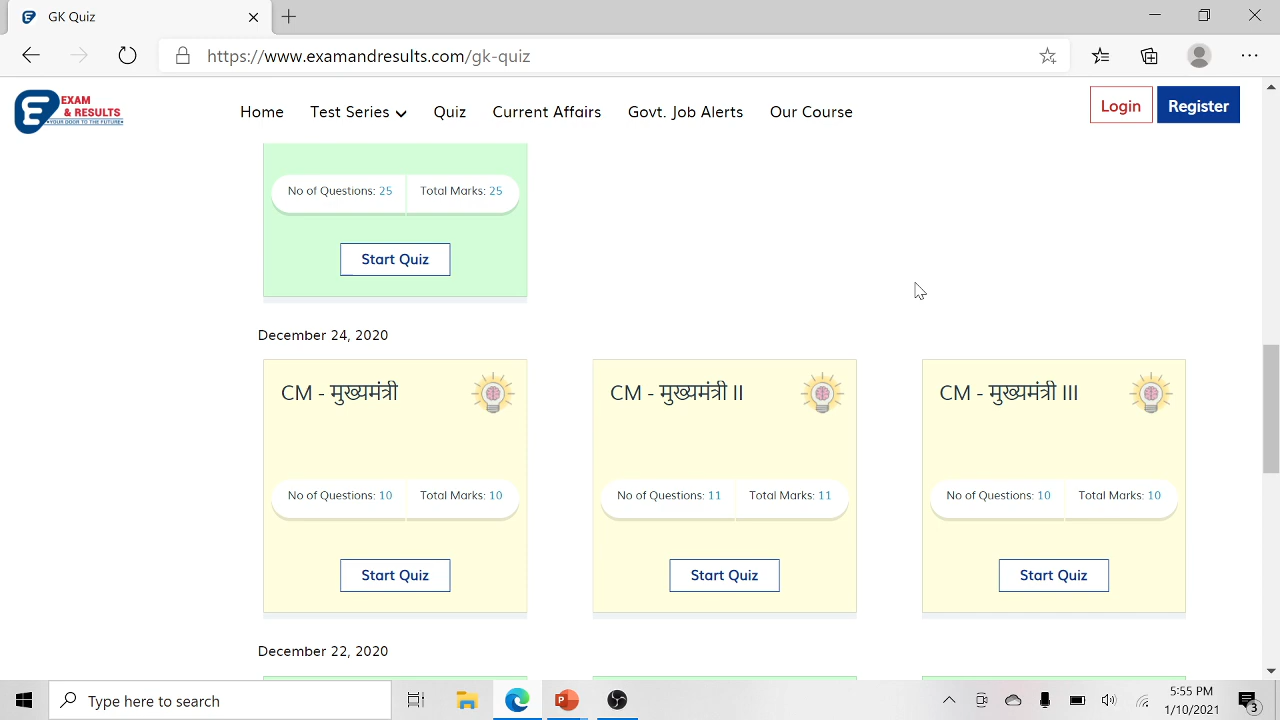 GK Quiz
https://www.examandresults.com/gk-quiz
EXAM
& RESULTS
YOUR DOOR TO THE FUTURE
Home Test Series Quiz Current Affairs Govt. Job Alerts Our Course
Login Register
No of Questions: 25 Total Marks: 25
Start Quiz
December 24, 2020
CM - मुख्यमंत्री
CM - मुख्यमंत्री II
CM - मुख्यमंत्री III
No of Questions: 10 Total Marks: 10
No of Questions: 11 Total Marks: 11
No of Questions: 10 Total Marks: 10
Start Quiz
Start Quiz
Start Quiz
December 22, 2020
Type here to search
5:55 PM
1/10/2021
3